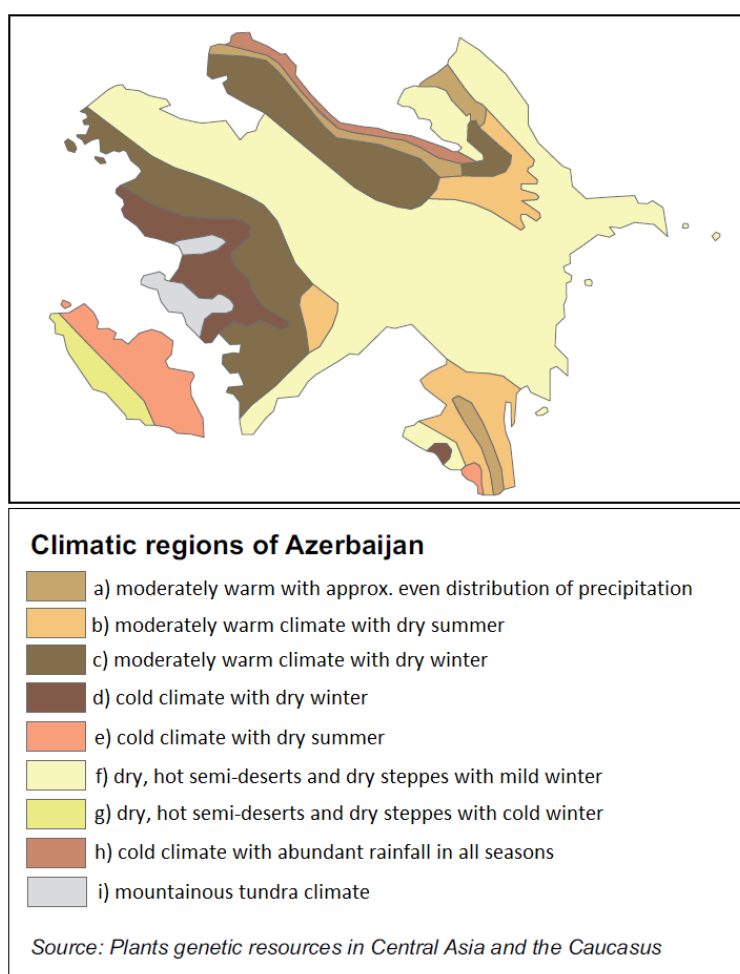 Climatic regions of Azerbaijan
a) moderately warm with approx. even distribution of precipitation
b) moderately warm climate with dry summer
c) moderately warm climate with dry winter
d) cold climate with dry winter
e) cold climate with dry summer
f) dry, hot semi-deserts and dry steppes with mild winter
g) dry, hot semi-deserts and dry steppes with cold winter
h) cold climate with abundant rainfall in all seasons
i) mountainous tundra climate
Source: Plants genetic resources in Central Asia and the Caucasus